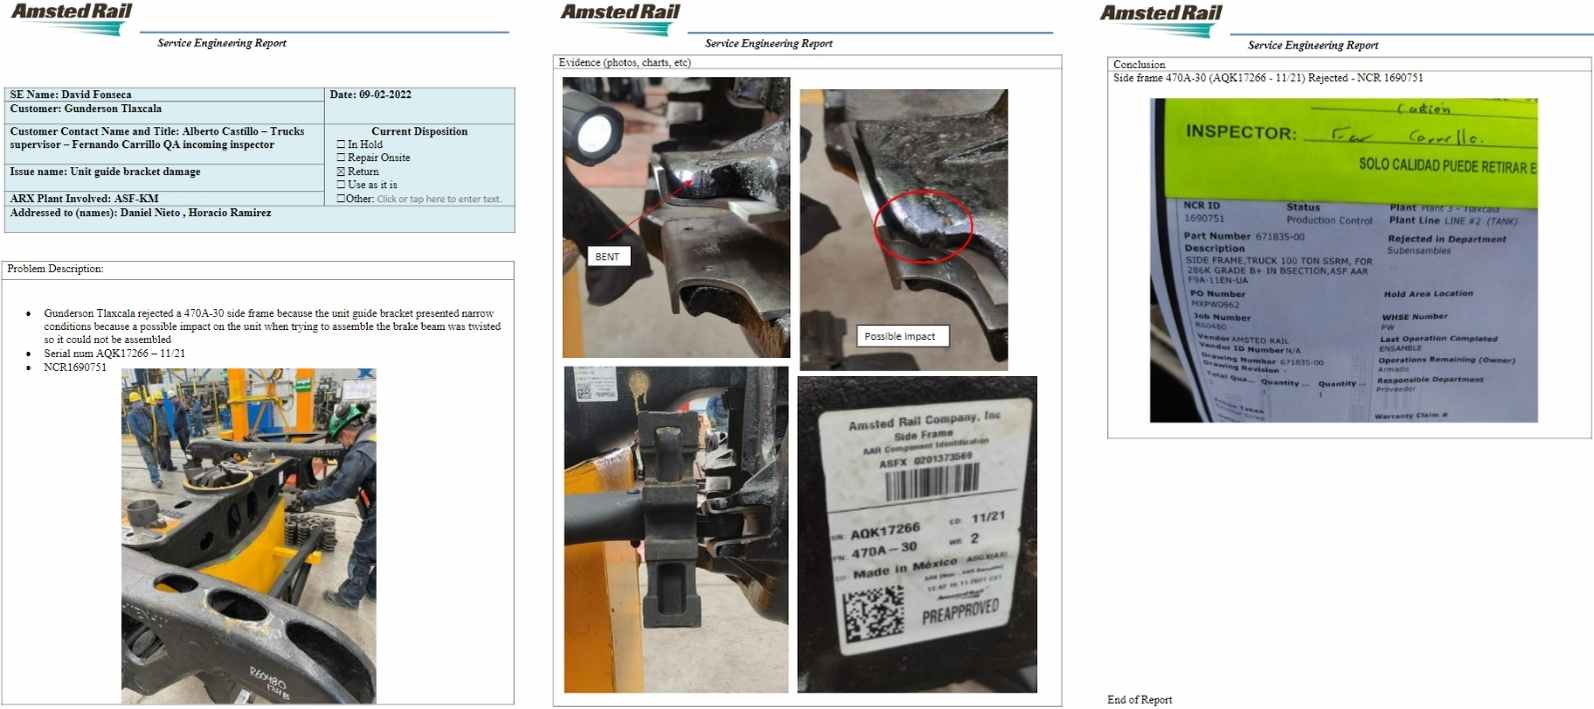 Amsted Rail
Service Engineering Report
SE Name: David Fonseca
Date: 09-02-2022
Customer: Gunderson Tlaxcala
Customer Contact Name and Title: Alberto Castillo – Trucks
supervisor – Fernando Carrillo QA incoming inspector
Current Disposition
☐ In Hold
☐ Repair Onsite
☒ Return
☐ Use as it is
☐Other: Click or tap here to enter text.
Issue name: Unit guide bracket damage
ARX Plant Involved: ASF-KM
Addressed to (names): Daniel Nieto , Horacio Ramirez
Problem Description:
• Gunderson Tlaxcala rejected a 470A-30 side frame because the unit guide bracket presented narrow
conditions because a possible impact on the unit when trying to assemble the brake beam was twisted
so it could not be assembled
• Serial num AQK17266 – 11/21
• NCR1690751
R60480
Amsted Rail
Service Engineering Report
Evidence (photos, charts, etc)
BENT
Possible impact
Amsted Rail Company, Inc
Side Frame
AAR Component Identification
ASFX 0201373569
AQK17266
CD: 11/21
470A-30
2
Made in México
PREAPPROVED
Amsted Rail
Service Engineering Report
Conclusion
Side frame 470A-30 (AQK17266 - 11/21) Rejected - NCR 1690751
INSPECTOR: Fer Carrillo.
SOLO CALIDAD PUEDE RETIRAR E
NCR ID
1690751
Status
Production Control
Plant Plant 3 - Tlaxcala
Plant Line LINE #2 (TANK)
Part Number 671835-00
Description
SIDE FRAME,TRUCK 100 TON SSRM, FOR
286K GRADE B+ IN BSECTION,ASF AAR
F9A-11EN-UA
Rejected in Department
Subensambles
PO Number
MXPW0962
Hold Area Location
Job Number
R60480
WHSE Number
PW
Vendor AMSTED RAIL
Vendor ID Number N/A
Drawing Number 671835-00
Drawing Revision -
Last Operation Completed
ENSAMBLE
Operations Remaining (Owner)
Armado
Total Qua... Quantity ... Quantity ...
1 1
Responsible Department
Proveedor
Warranty Claim #
End of Report